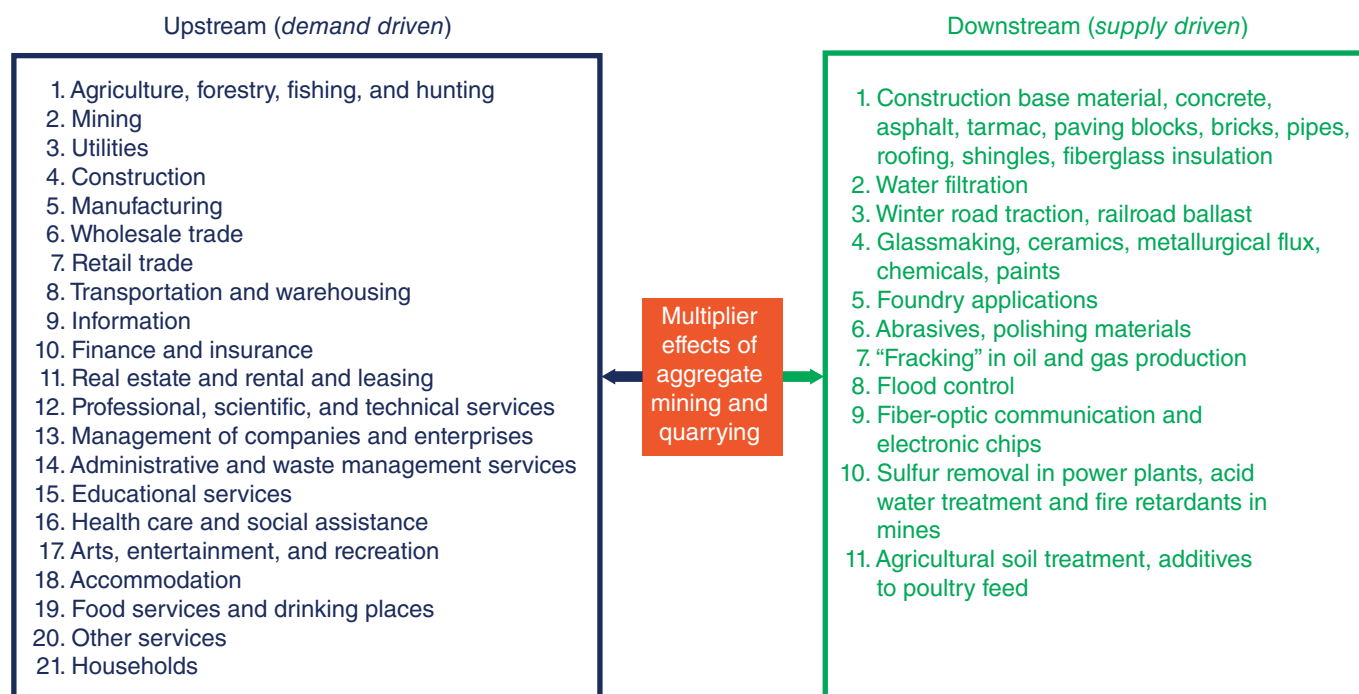 Upstream (demand driven)
1. Agriculture, forestry, fishing, and hunting
2. Mining
3. Utilities
4. Construction
5. Manufacturing
6. Wholesale trade
7. Retail trade
8. Transportation and warehousing
9. Information
10. Finance and insurance
11. Real estate and rental and leasing
12. Professional, scientific, and technical services
13. Management of companies and enterprises
14. Administrative and waste management services
15. Educational services
16. Health care and social assistance
17. Arts, entertainment, and recreation
18. Accommodation
19. Food services and drinking places
20. Other services
21. Households
Multiplier
effects of
aggregate
mining and
quarrying
Downstream (supply driven)
1. Construction base material, concrete,
asphalt, tarmac, paving blocks, bricks, pipes,
roofing, shingles, fiberglass insulation
2. Water filtration
3. Winter road traction, railroad ballast
4. Glassmaking, ceramics, metallurgical flux,
chemicals, paints
5. Foundry applications
6. Abrasives, polishing materials
7. “Fracking” in oil and gas production
8. Flood control
9. Fiber-optic communication and
electronic chips
10. Sulfur removal in power plants, acid
water treatment and fire retardants in
mines
11. Agricultural soil treatment, additives
to poultry feed